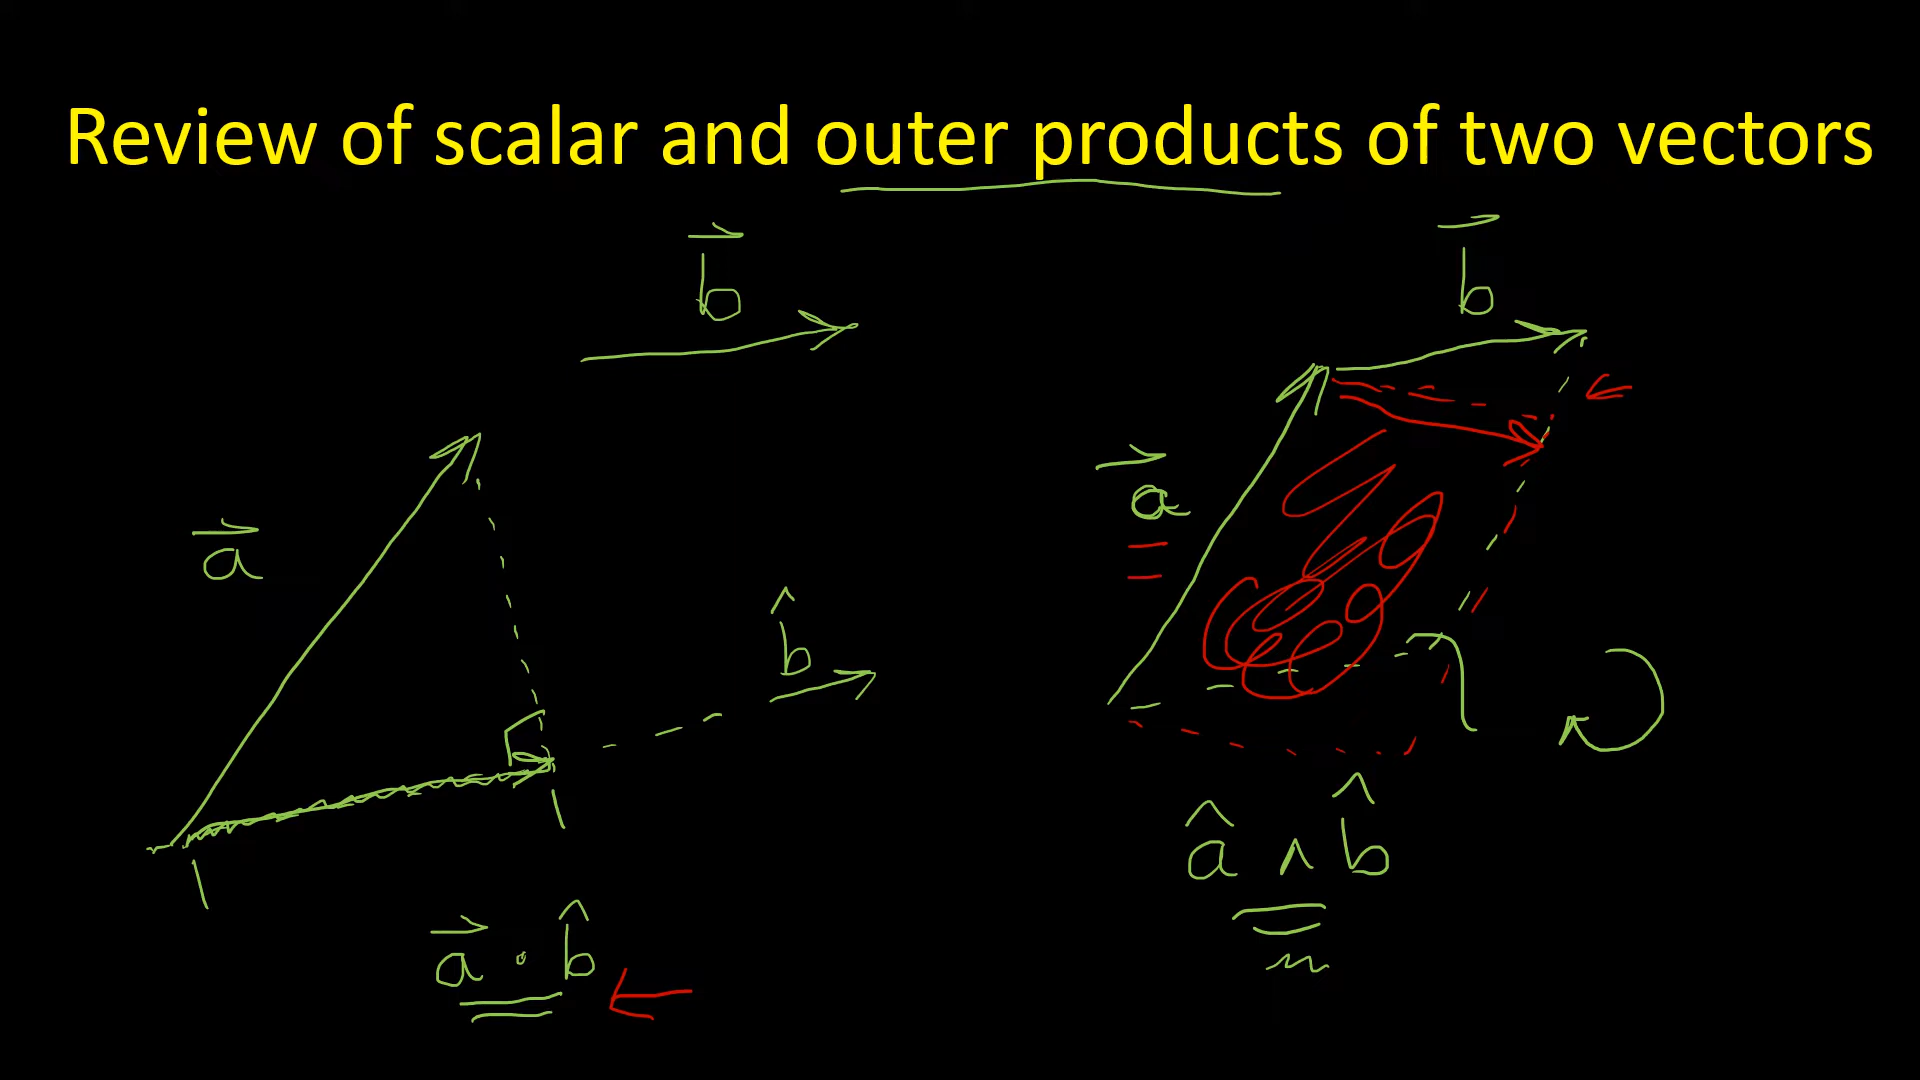 Review of scalar and outer products of two vectors
b⃗
a⃗
b̂
a⃗ · b̂
b⃗
a⃗
â ∧ b̂